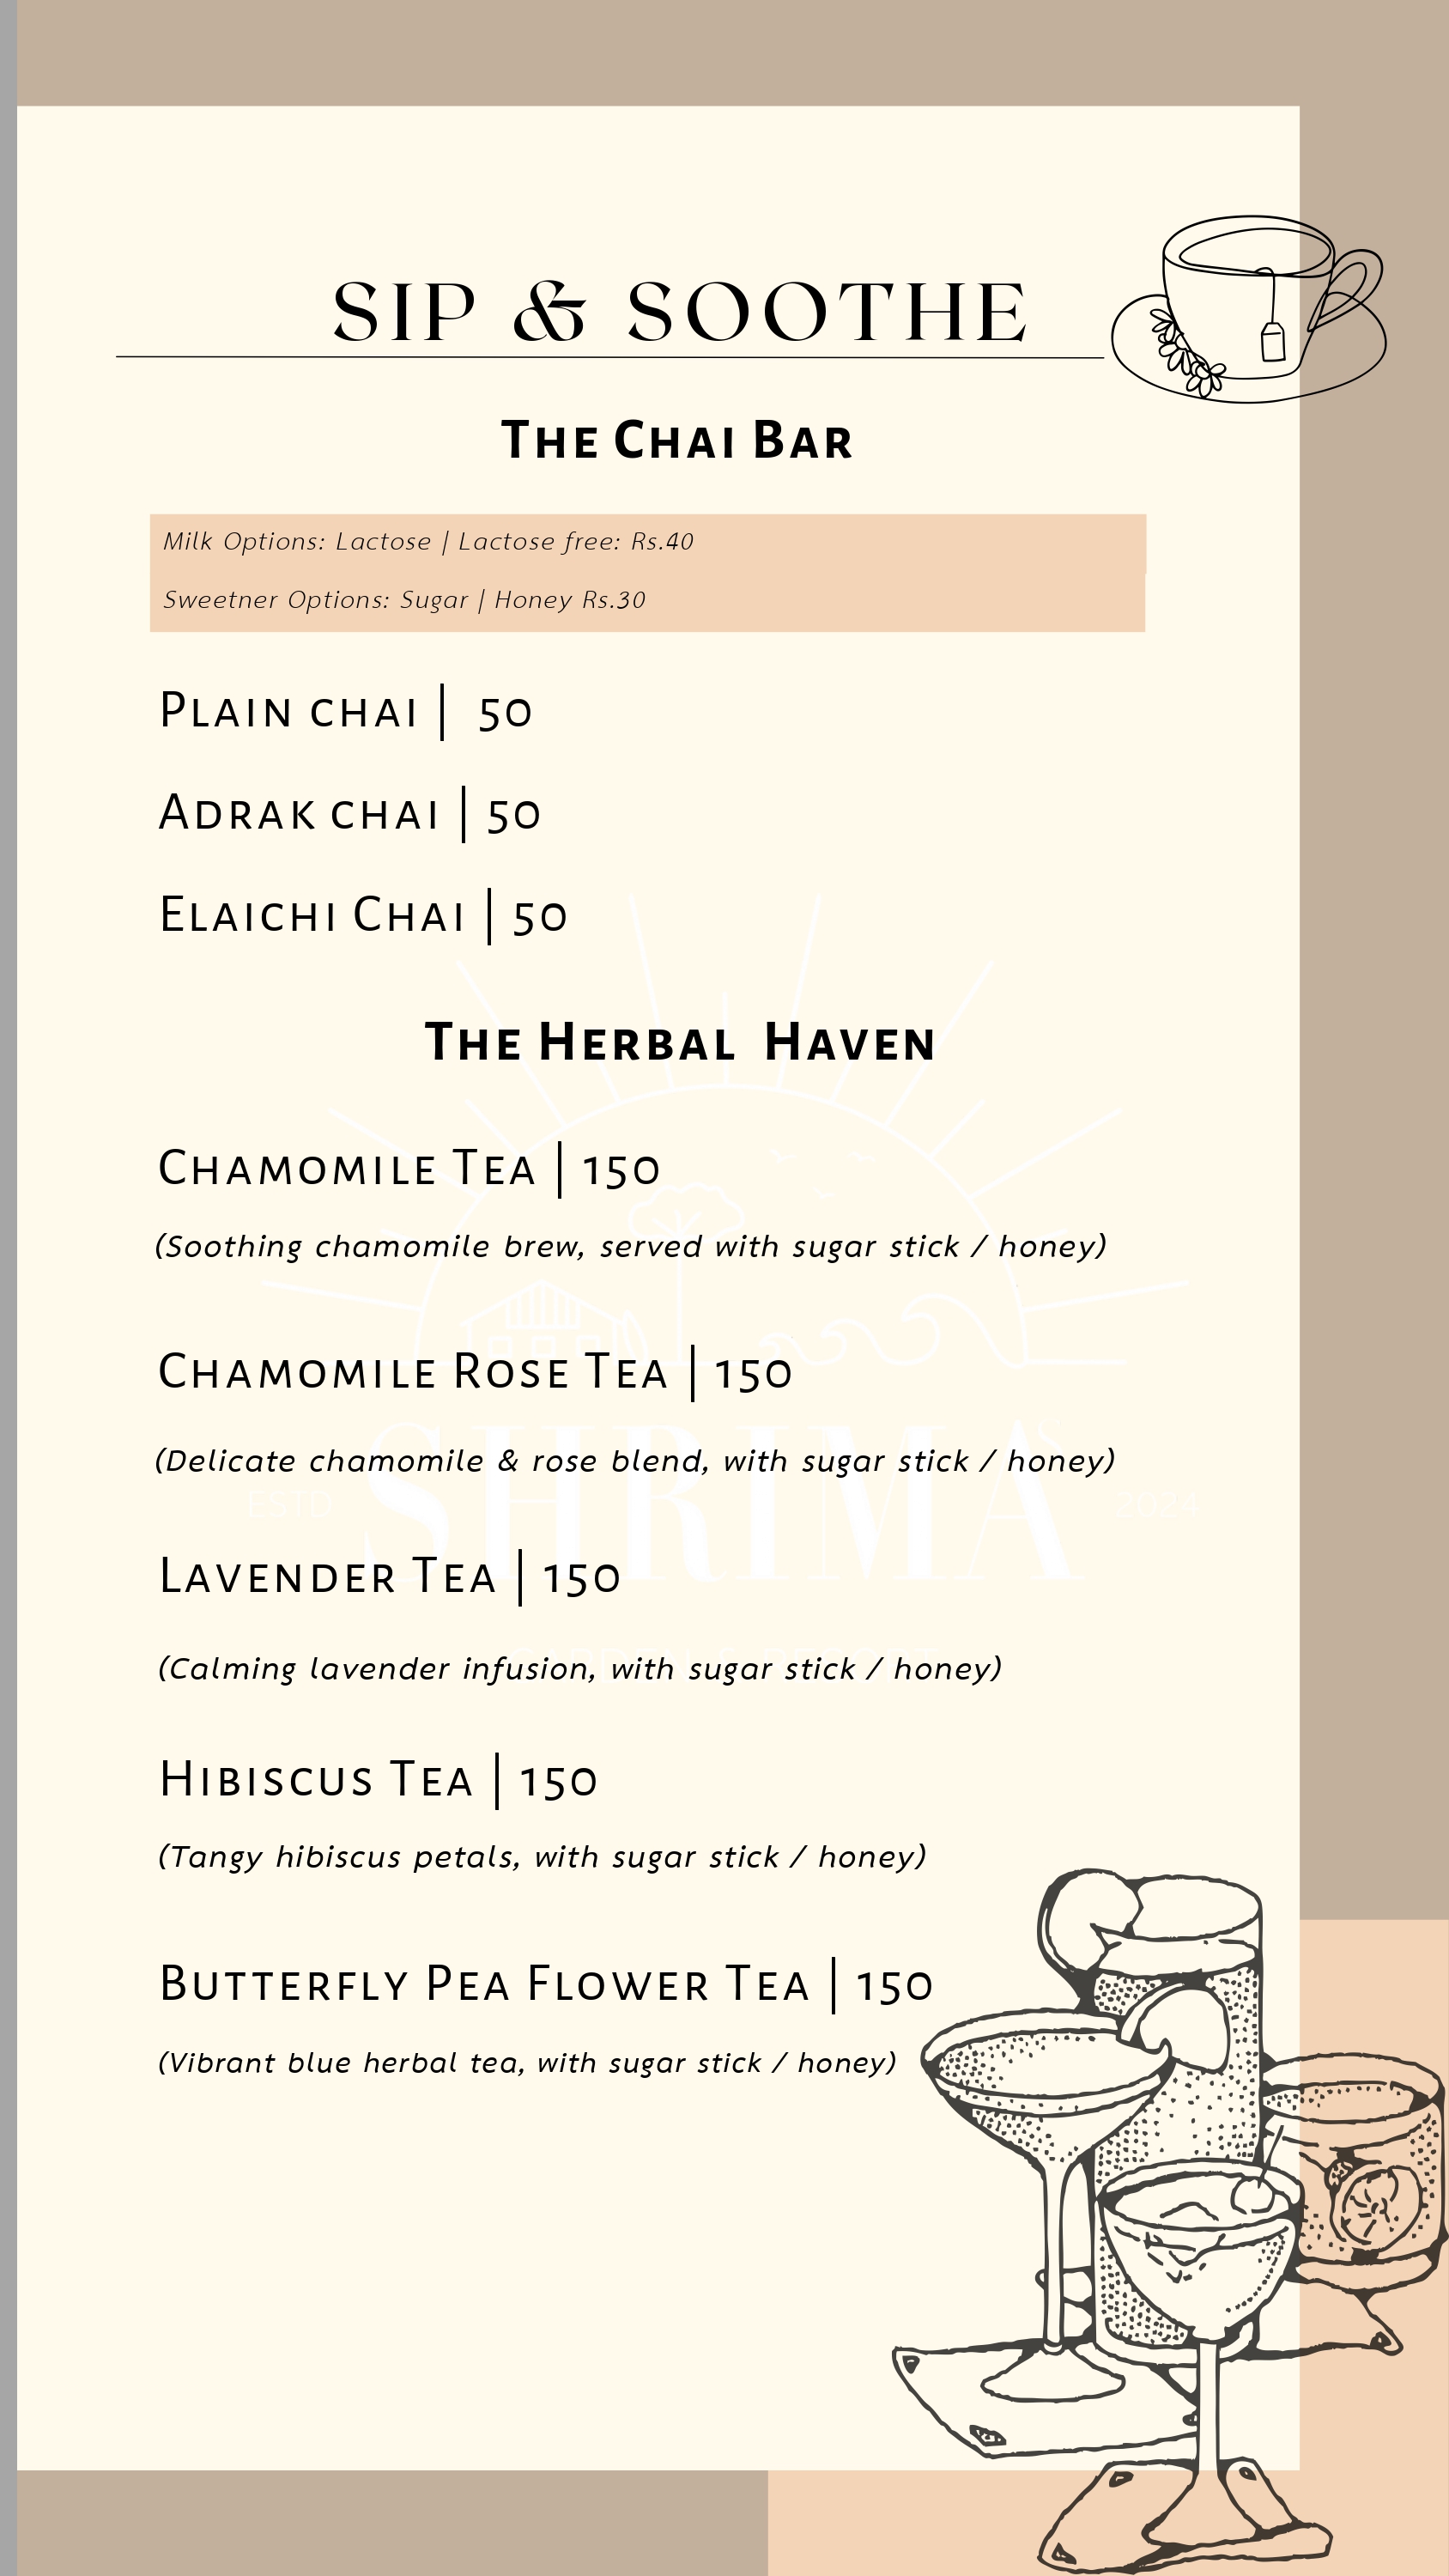 SIP & SOOTHE
The Chai Bar
Milk Options: Lactose | Lactose free: Rs.40
Sweetner Options: Sugar | Honey Rs.30
Plain chai | 50
Adrak chai | 50
Elaichi Chai | 50
The Herbal Haven
Chamomile Tea | 150
(Soothing chamomile brew, served with sugar stick / honey)
Chamomile Rose Tea | 150
(Delicate chamomile & rose blend, with sugar stick / honey)
ESTD SHRIMA'S 2024
Lavender Tea | 150
(Calming lavender infusion, with sugar stick / honey)
Hibiscus Tea | 150
(Tangy hibiscus petals, with sugar stick / honey)
Butterfly Pea Flower Tea | 150
(Vibrant blue herbal tea, with sugar stick / honey)